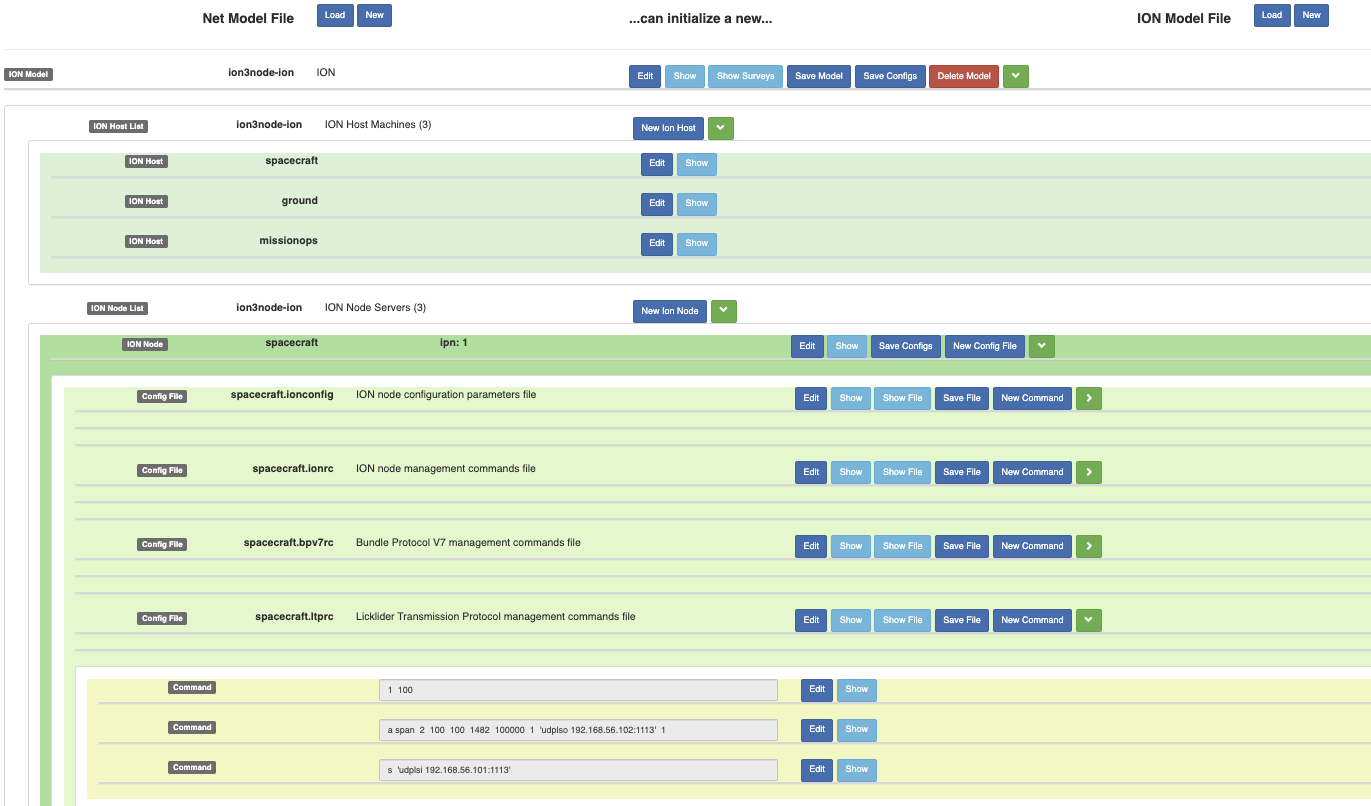 Net Model File Load New ...can initialize a new... ION Model File Load New
ION Model ion3node-ion ION Edit Show Show Surveys Save Model Save Configs Delete Model
ION Host List ion3node-ion ION Host Machines (3) New Ion Host
ION Host spacecraft Edit Show
ION Host ground Edit Show
ION Host missionops Edit Show
ION Node List ion3node-ion ION Node Servers (3) New Ion Node
ION Node spacecraft ipn: 1 Edit Show Save Configs New Config File
Config File spacecraft.ionconfig ION node configuration parameters file Edit Show Show File Save File New Command
Config File spacecraft.ionrc ION node management commands file Edit Show Show File Save File New Command
Config File spacecraft.bpv7rc Bundle Protocol V7 management commands file Edit Show Show File Save File New Command
Config File spacecraft.ltprc Licklider Transmission Protocol management commands file Edit Show Show File Save File New Command
Command 1 100 Edit Show
Command a span 2 100 100 1482 100000 1 'udplso 192.168.56.102:1113' 1 Edit Show
Command s 'udplsi 192.168.56.101:1113' Edit Show